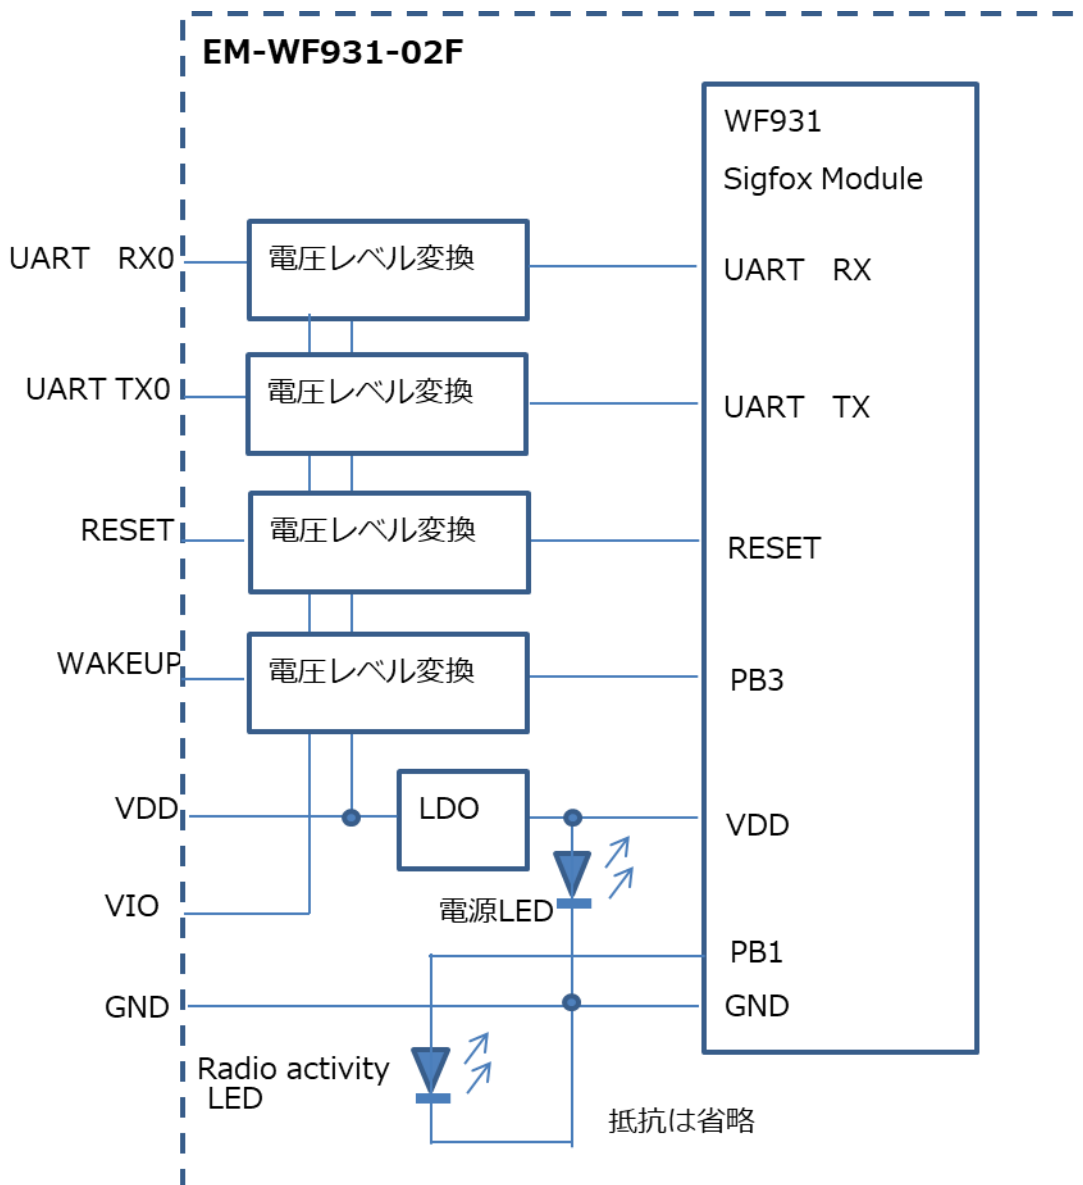 EM-WF931-02F
WF931
Sigfox Module
UART RX0
電圧レベル変換
UART RX
UART TX0
電圧レベル変換
UART TX
RESET
電圧レベル変換
RESET
WAKEUP
電圧レベル変換
PB3
VDD
LDO
VDD
VIO
電源LED
PB1
GND
GND
Radio activity
LED
抵抗は省略